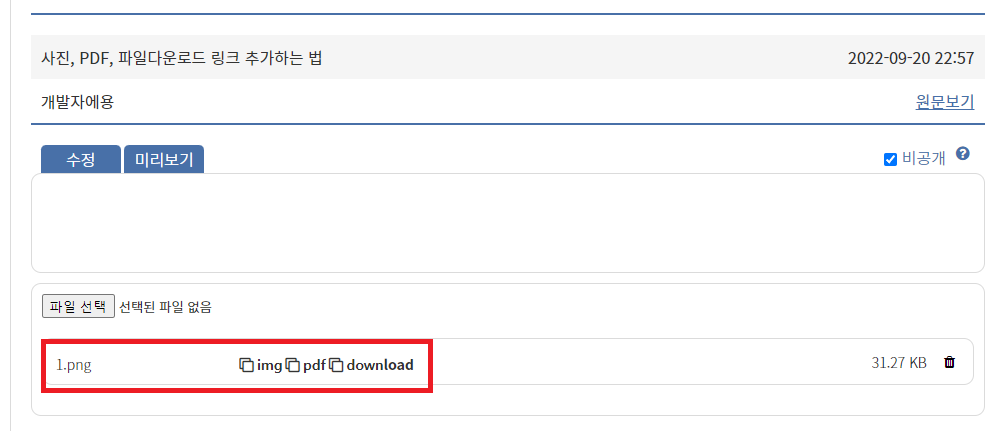 사진, PDF, 파일다운로드 링크 추가하는 법 2022-09-20 22:57
개발자에용 원문보기
수정 미리보기 비공개 ?
파일 선택 선택된 파일 없음
1.png img pdf download 31.27 KB